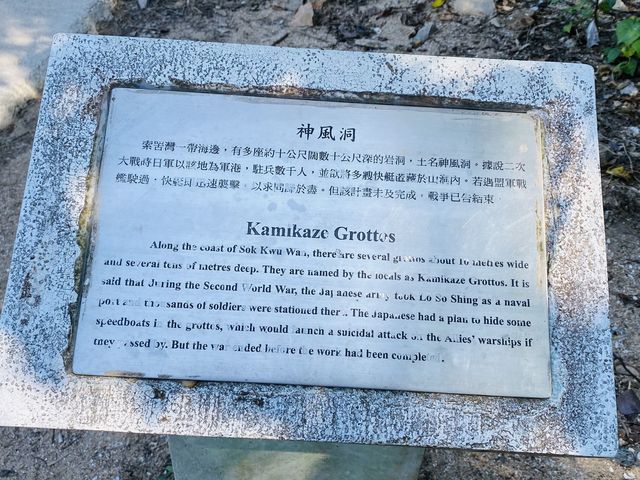 神風洞
索罟灣一帶海邊，有多座約十公尺闊數十公尺深的岩洞，土名神風洞。據說二次
大戰時日軍以該地為軍港，駐兵數千人，並欲將多艘快艇盜藏於山洞內。若遇盟軍戰
艦駛過，快艇即迅速襲擊，以求同歸於盡。但該計畫未及完成，戰爭已告結束
Kamikaze Grottos
Along the coast of Sok Kwu Wan, there are several grottos about 10 metres wide
and several tens of metres deep. They are named by the locals as Kamikaze Grottos. It is
said that During the Second World War, the Japanese army took Lo So Shing as a naval
port and thousands of soldiers were stationed there. The Japanese had a plan to hide some
speedboats in the grottos, which would launch a suicidal attack on the Allies' warships if
they passed by. But the war ended before the work had been completed.